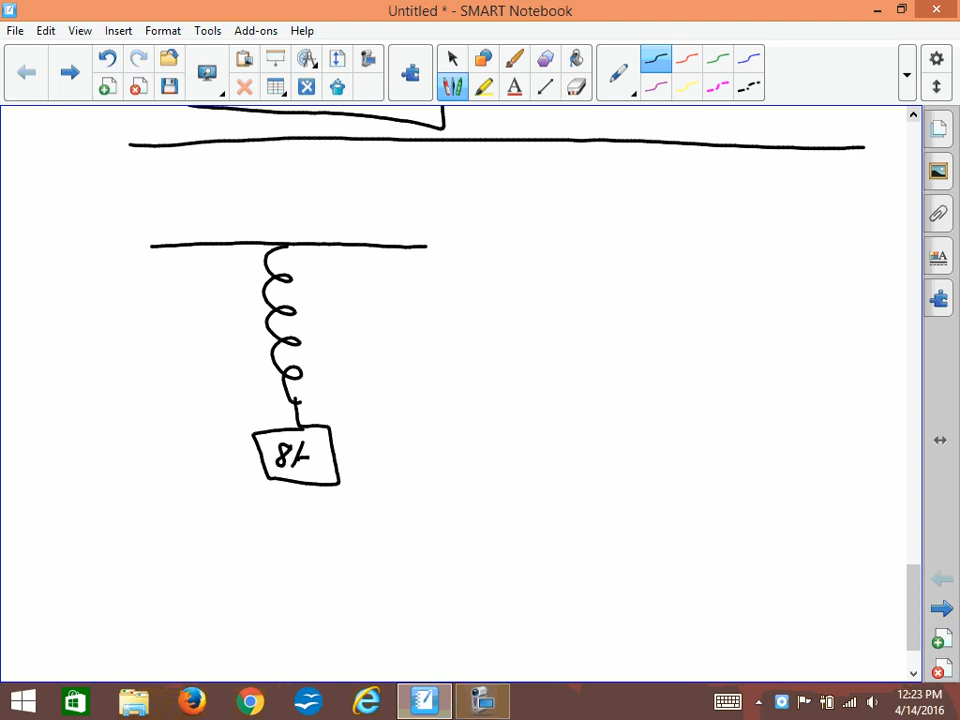 Untitled * - SMART Notebook
File Edit View Insert Format Tools Add-ons Help
8
12:23 PM
4/14/2016